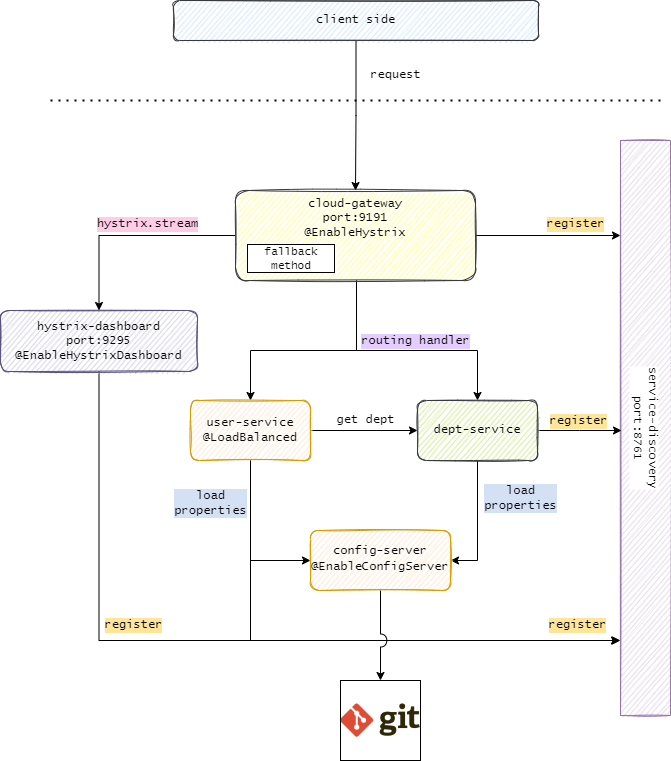 client side
request
cloud-gateway
port:9191
@EnableHystrix
fallback
method
hystrix.stream
register
hystrix-dashboard
port:9295
@EnableHystrixDashboard
routing handler
user-service
@LoadBalanced
get dept
dept-service
register
service-discovery
port:8761
load
properties
load
properties
config-server
@EnableConfigServer
register
register
git